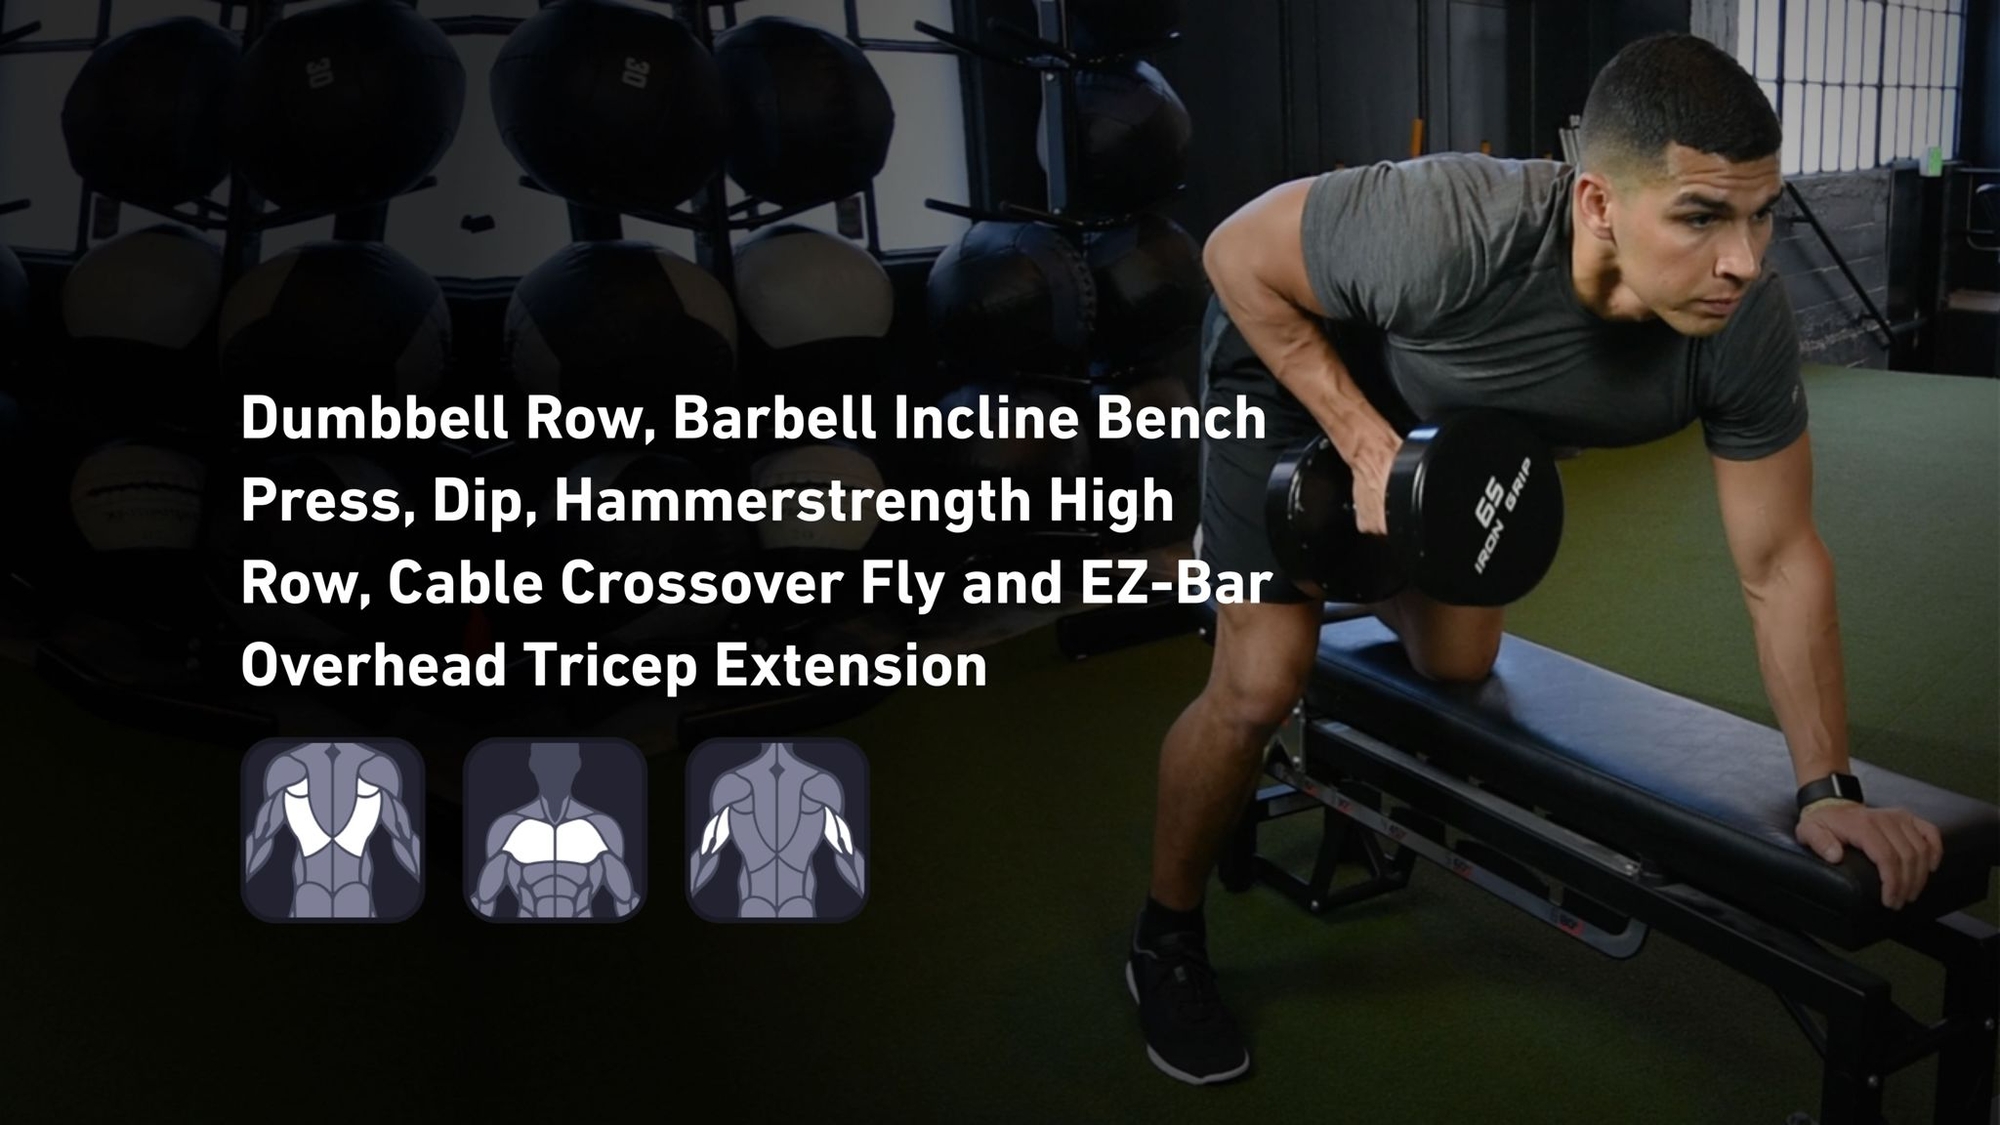 30
30
Dumbbell Row, Barbell Incline Bench
Press, Dip, Hammerstrength High
Row, Cable Crossover Fly and EZ-Bar
Overhead Tricep Extension
65
IRON GRIP